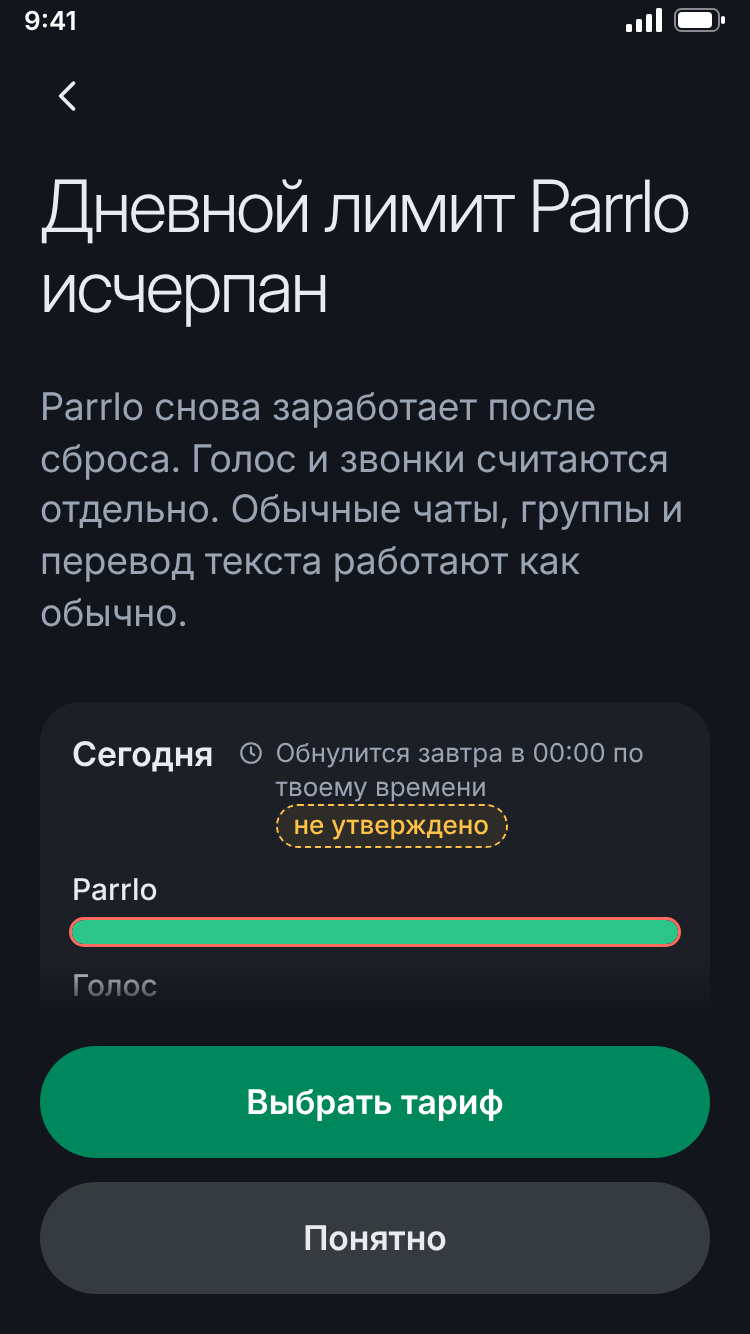 9:41
Дневной лимит Parrlo
исчерпан
Parrlo снова заработает после
сброса. Голос и звонки считаются
отдельно. Обычные чаты, группы и
перевод текста работают как
обычно.
Сегодня
Обнулится завтра в 00:00 по
твоему времени
не утверждено
Parrlo
Голос
Выбрать тариф
Понятно